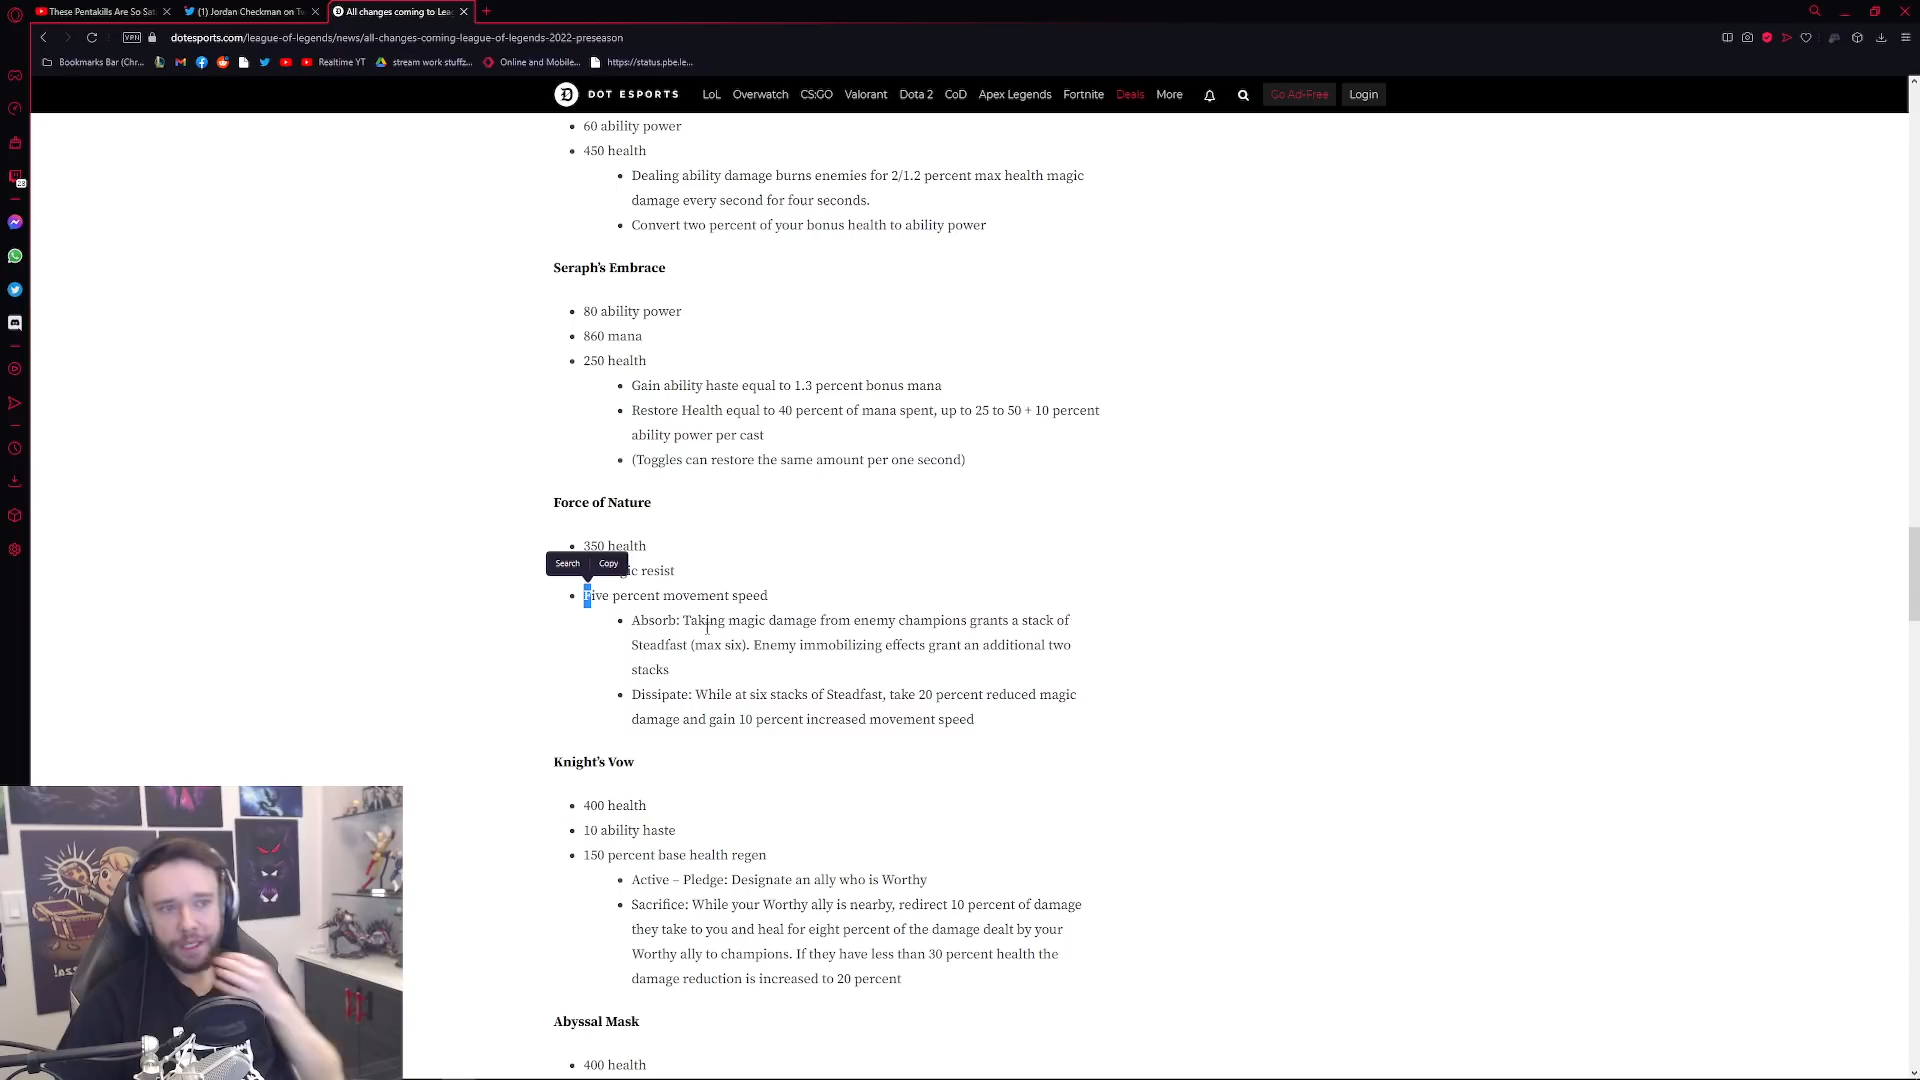 These Pentakills Are So Sat
(1) Jordan Checkman on Tw
All changes coming to Lea
VPN
dotesports.com/league-of-legends/news/all-changes-coming-league-of-legends-2022-preseason
Bookmarks Bar (Chr...
Realtime YT
stream work stuffz...
Online and Mobile...
https://status.pbe.le...
DOT ESPORTS
LoL Overwatch CS:GO Valorant Dota 2 CoD Apex Legends Fortnite Deals More
Go Ad-Free
Login
60 ability power
450 health
Dealing ability damage burns enemies for 2/1.2 percent max health magic
damage every second for four seconds.
Convert two percent of your bonus health to ability power
Seraph's Embrace
80 ability power
860 mana
250 health
Gain ability haste equal to 1.3 percent bonus mana
Restore Health equal to 40 percent of mana spent, up to 25 to 50 + 10 percent
ability power per cast
(Toggles can restore the same amount per one second)
Force of Nature
350 health
Search Copy
resist
Five percent movement speed
Absorb: Taking magic damage from enemy champions grants a stack of
Steadfast (max six). Enemy immobilizing effects grant an additional two
stacks
Dissipate: While at six stacks of Steadfast, take 20 percent reduced magic
damage and gain 10 percent increased movement speed
Knight's Vow
400 health
10 ability haste
150 percent base health regen
Active – Pledge: Designate an ally who is Worthy
Sacrifice: While your Worthy ally is nearby, redirect 10 percent of damage
they take to you and heal for eight percent of the damage dealt by your
Worthy ally to champions. If they have less than 30 percent health the
damage reduction is increased to 20 percent
Abyssal Mask
400 health